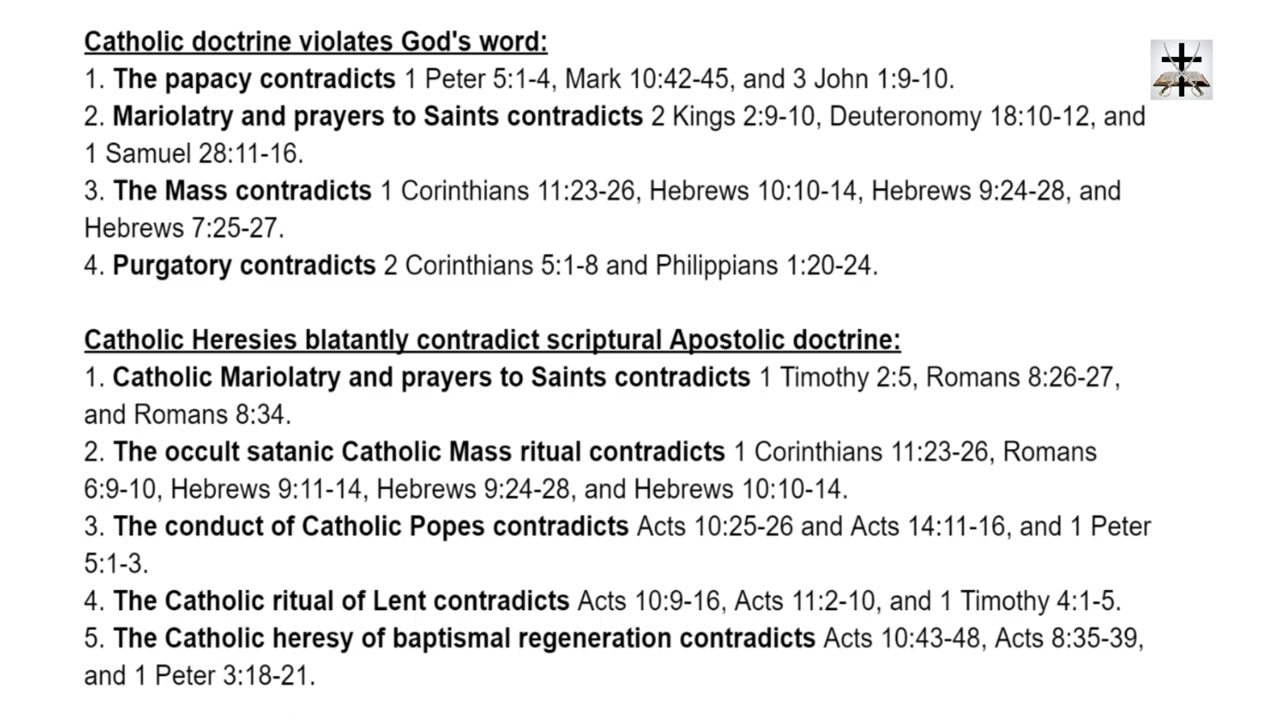 Catholic doctrine violates God's word:
1. The papacy contradicts 1 Peter 5:1-4, Mark 10:42-45, and 3 John 1:9-10.
2. Mariolatry and prayers to Saints contradicts 2 Kings 2:9-10, Deuteronomy 18:10-12, and
1 Samuel 28:11-16.
3. The Mass contradicts 1 Corinthians 11:23-26, Hebrews 10:10-14, Hebrews 9:24-28, and
Hebrews 7:25-27.
4. Purgatory contradicts 2 Corinthians 5:1-8 and Philippians 1:20-24.
Catholic Heresies blatantly contradict scriptural Apostolic doctrine:
1. Catholic Mariolatry and prayers to Saints contradicts 1 Timothy 2:5, Romans 8:26-27,
and Romans 8:34.
2. The occult satanic Catholic Mass ritual contradicts 1 Corinthians 11:23-26, Romans
6:9-10, Hebrews 9:11-14, Hebrews 9:24-28, and Hebrews 10:10-14.
3. The conduct of Catholic Popes contradicts Acts 10:25-26 and Acts 14:11-16, and 1 Peter
5:1-3.
4. The Catholic ritual of Lent contradicts Acts 10:9-16, Acts 11:2-10, and 1 Timothy 4:1-5.
5. The Catholic heresy of baptismal regeneration contradicts Acts 10:43-48, Acts 8:35-39,
and 1 Peter 3:18-21.